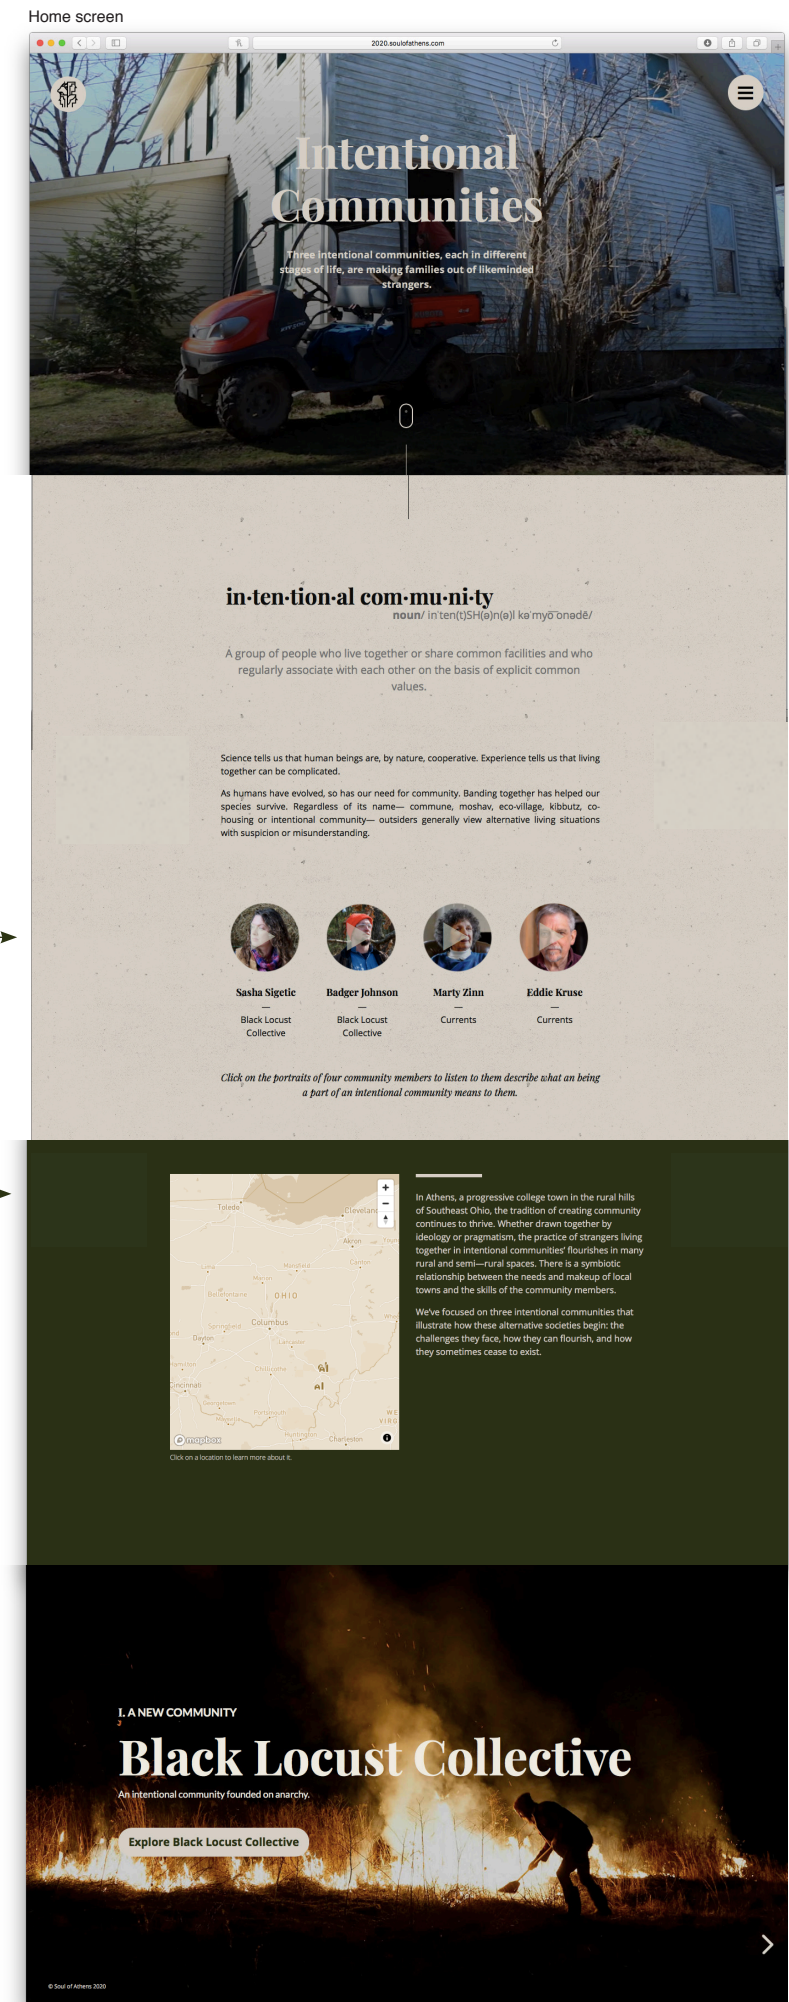 Home screen
2020.soulofathens.com
Intentional
Communities
Three intentional communities, each in different
stages of life, are making families out of likeminded
strangers.
in·ten·tion·al com·mu·ni·ty
noun/ inˈten(t)SH(ə)n(ə)l kəˈmyo͞onədē/
A group of people who live together or share common facilities and who
regularly associate with each other on the basis of explicit common
values.
Science tells us that human beings are, by nature, cooperative. Experience tells us that living
together can be complicated.
As humans have evolved, so has our need for community. Banding together has helped our
species survive. Regardless of its name— commune, moshav, eco-village, kibbutz, co-
housing or intentional community— outsiders generally view alternative living situations
with suspicion or misunderstanding.
Sasha Sigetic
Badger Johnson
Marty Zinn
Eddie Kruse
Black Locust
Collective
Black Locust
Collective
Currents
Currents
Click on the portraits of four community members to listen to them describe what an being
a part of an intentional community means to them.
In Athens, a progressive college town in the rural hills
of Southeast Ohio, the tradition of creating community
continues to thrive. Whether drawn together by
ideology or pragmatism, the practice of strangers living
together in intentional communities’ flourishes in many
rural and semi—rural spaces. There is a symbiotic
relationship between the needs and makeup of local
towns and the skills of the community members.
We’ve focused on three intentional communities that
illustrate how these alternative societies begin: the
challenges they face, how they can flourish, and how
they sometimes cease to exist.
Toledo
Cleveland
Akron
Canton
Lima
Mansfield
Marion
Bellefontaine
OHIO
Springfield
Columbus
Dayton
Lancaster
Hamilton
Chillicothe
Cincinnati
Georgetown
Portsmouth
Maysville
WE
VIRG
Huntington
Charleston
mapbox
Click on a location to learn more about it.
I. A NEW COMMUNITY
Black Locust Collective
An intentional community founded on anarchy.
Explore Black Locust Collective
© Soul of Athens 2020